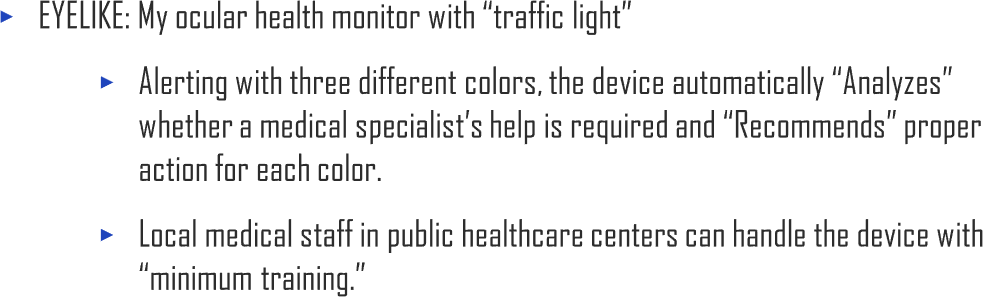 ▸ EYELIKE: My ocular health monitor with “traffic light”
▸ Alerting with three different colors, the device automatically “Analyzes”
whether a medical specialist’s help is required and “Recommends” proper
action for each color.
▸ Local medical staff in public healthcare centers can handle the device with
“minimum training.”